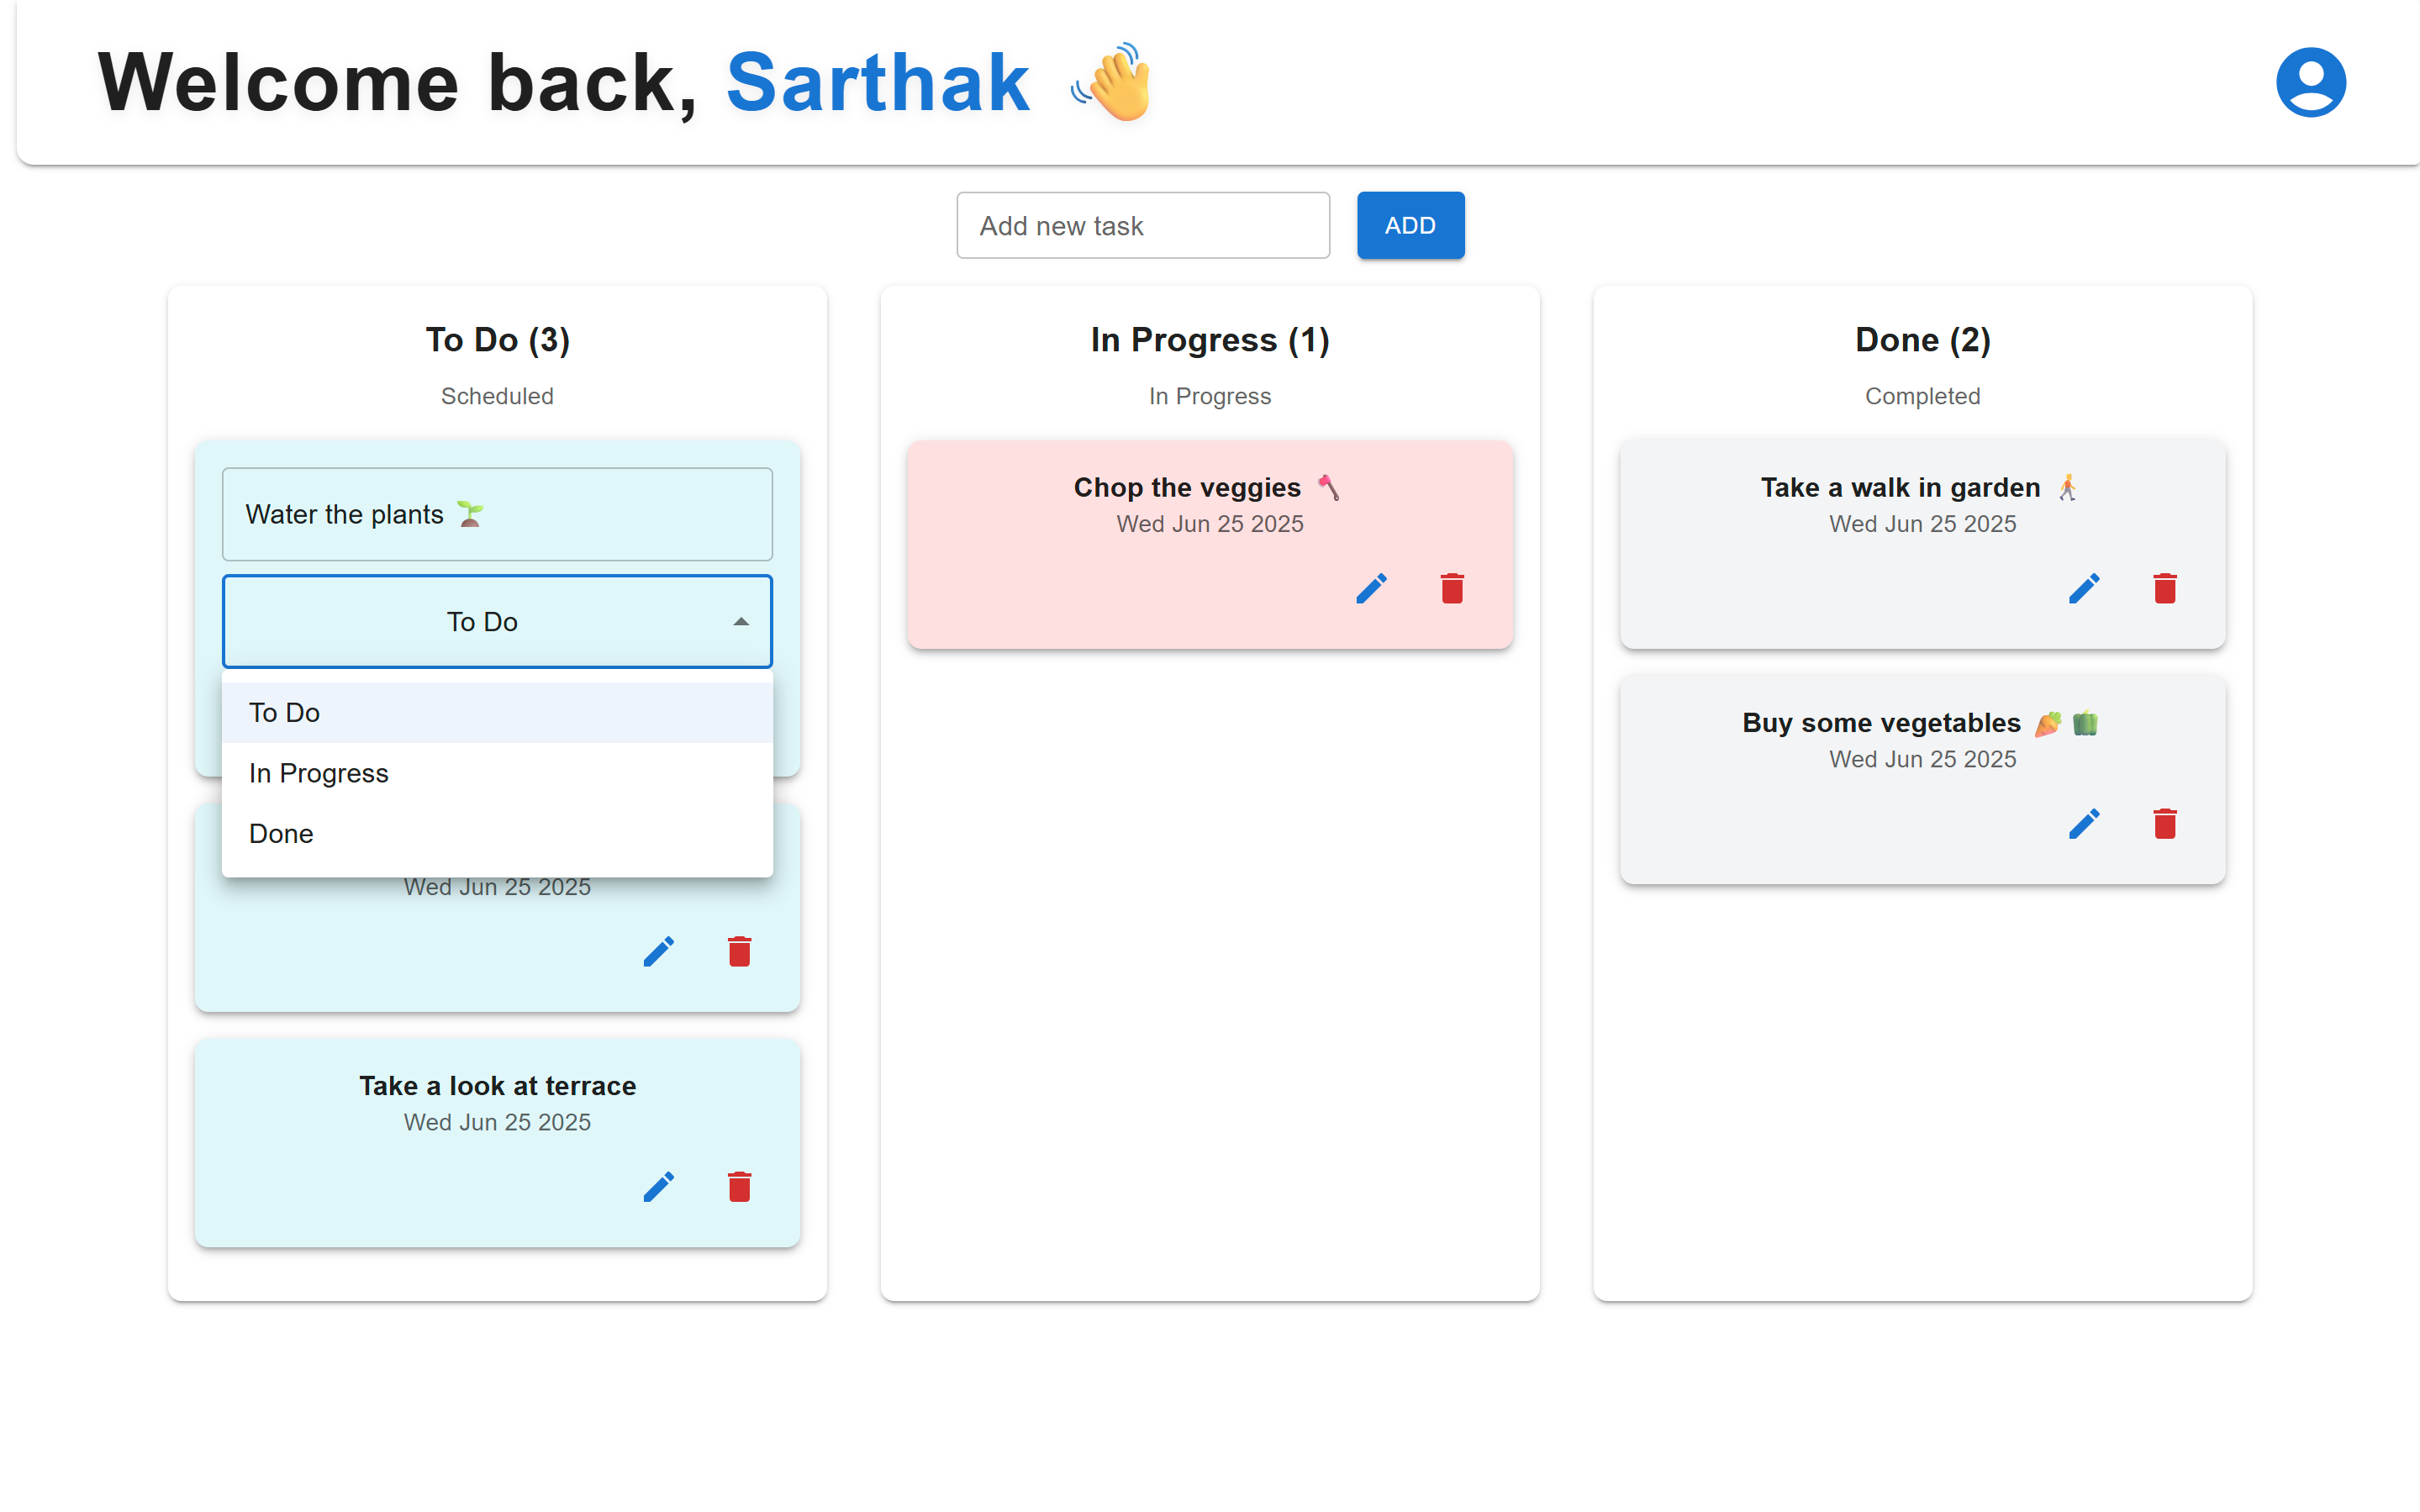 Welcome back, Sarthak 👋
Add new task
ADD
To Do (3)
Scheduled
Water the plants 🌱
To Do
To Do
In Progress
Done
Wed Jun 25 2025
Take a look at terrace
Wed Jun 25 2025
In Progress (1)
In Progress
Chop the veggies 🪓
Wed Jun 25 2025
Done (2)
Completed
Take a walk in garden 🚶
Wed Jun 25 2025
Buy some vegetables 🥕🫑
Wed Jun 25 2025